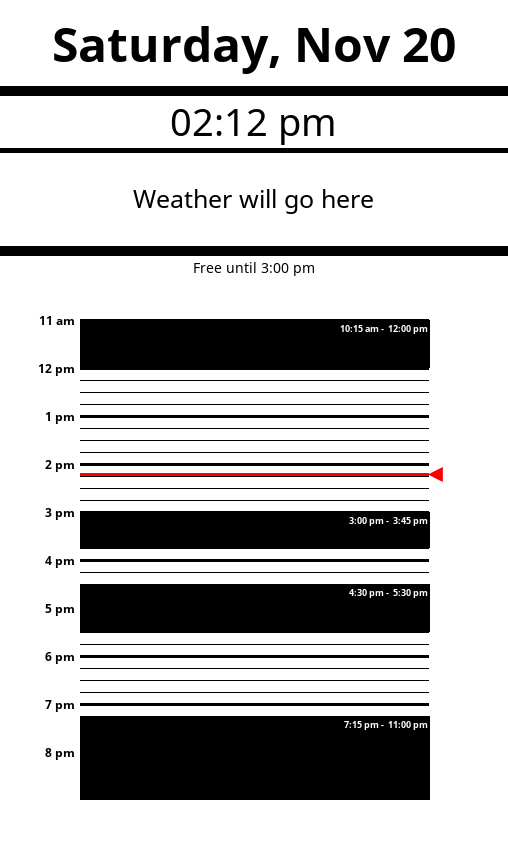 Saturday, Nov 20
02:12 pm
Weather will go here
Free until 3:00 pm
11 am
10:15 am - 12:00 pm
12 pm
1 pm
2 pm
3 pm
3:00 pm - 3:45 pm
4 pm
4:30 pm - 5:30 pm
5 pm
6 pm
7 pm
7:15 pm - 11:00 pm
8 pm